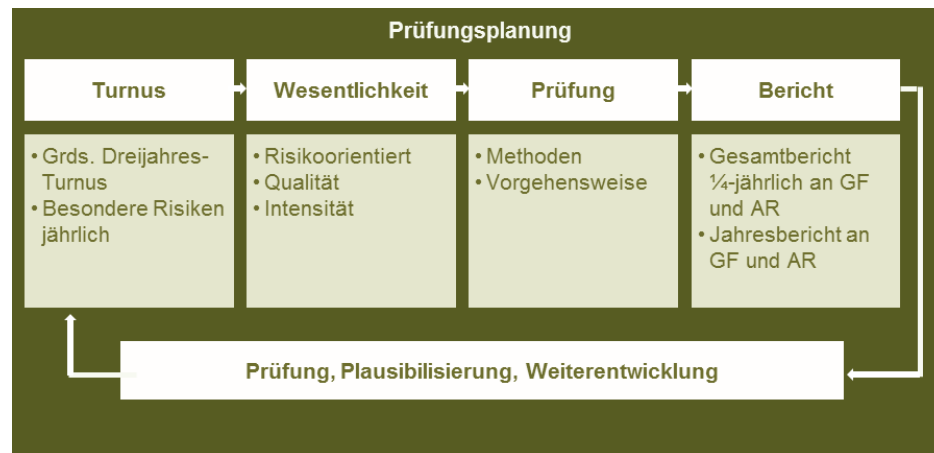 Prüfungsplanung
Turnus
Wesentlichkeit
Prüfung
Bericht
• Grds. Dreijahres-
Turnus
• Besondere Risiken
jährlich
• Risikoorientiert
• Qualität
• Intensität
• Methoden
• Vorgehensweise
• Gesamtbericht
¼-jährlich an GF
und AR
• Jahresbericht an
GF und AR
Prüfung, Plausibilisierung, Weiterentwicklung